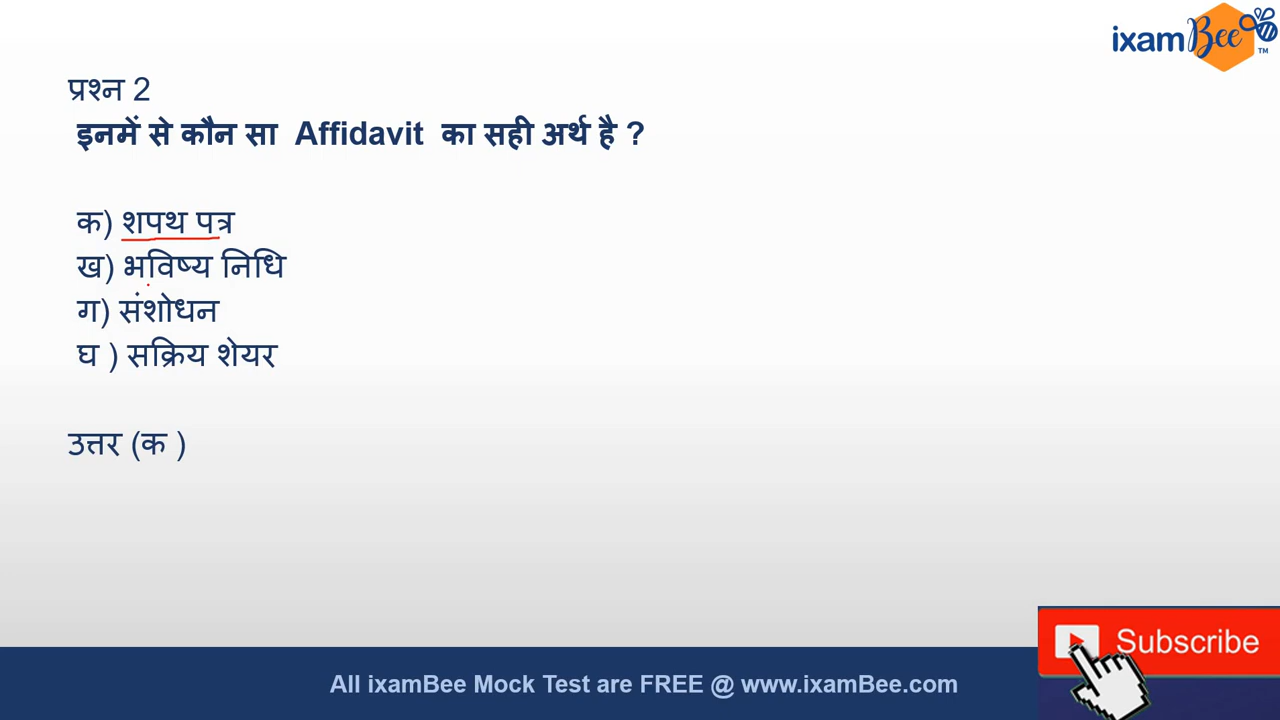 ixamBee TM
प्रश्न 2
इनमें से कौन सा Affidavit का सही अर्थ है ?
क) शपथ पत्र
ख) भविष्य निधि
ग) संशोधन
घ ) सक्रिय शेयर
उत्तर (क )
Subscribe
All ixamBee Mock Test are FREE @ www.ixamBee.com